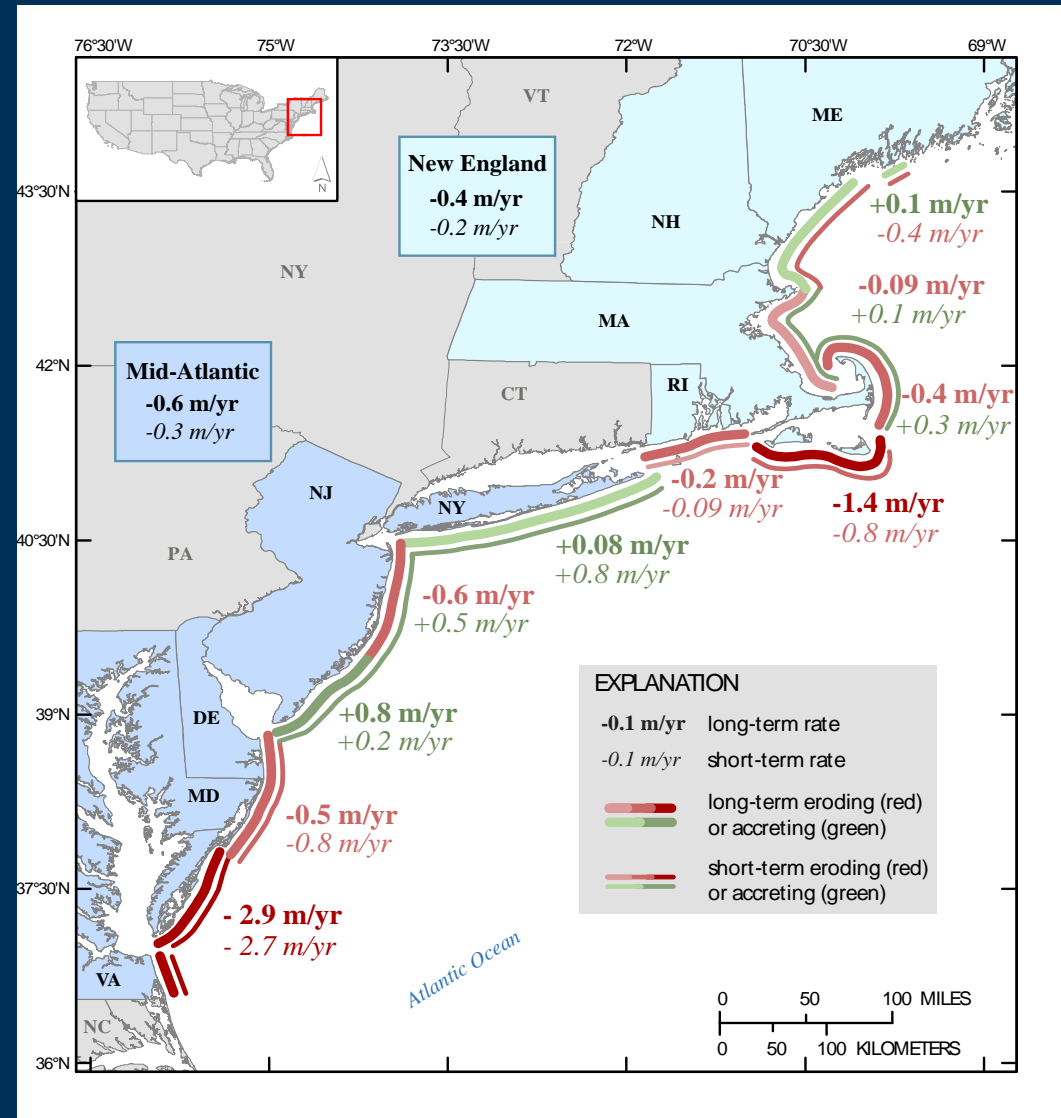 76°30'W 75°W 73°30'W 72°W 70°30'W 69°W
N
VT
ME
New England
-0.4 m/yr
-0.2 m/yr
43°30'N
+0.1 m/yr
-0.4 m/yr
NH
NY
-0.09 m/yr
+0.1 m/yr
MA
42°N
Mid-Atlantic
-0.6 m/yr
-0.3 m/yr
CT
RI
-0.4 m/yr
+0.3 m/yr
NJ
NY
-0.2 m/yr
-0.09 m/yr
-1.4 m/yr
-0.8 m/yr
40°30'N
PA
+0.08 m/yr
+0.8 m/yr
-0.6 m/yr
+0.5 m/yr
EXPLANATION
-0.1 m/yr long-term rate
-0.1 m/yr short-term rate
long-term eroding (red)
or accreting (green)
short-term eroding (red)
or accreting (green)
39°N
DE
+0.8 m/yr
+0.2 m/yr
MD
-0.5 m/yr
-0.8 m/yr
37°30'N
- 2.9 m/yr
- 2.7 m/yr
Atlantic Ocean
VA
NC
0 50 100 MILES
0 50 100 KILOMETERS
36°N